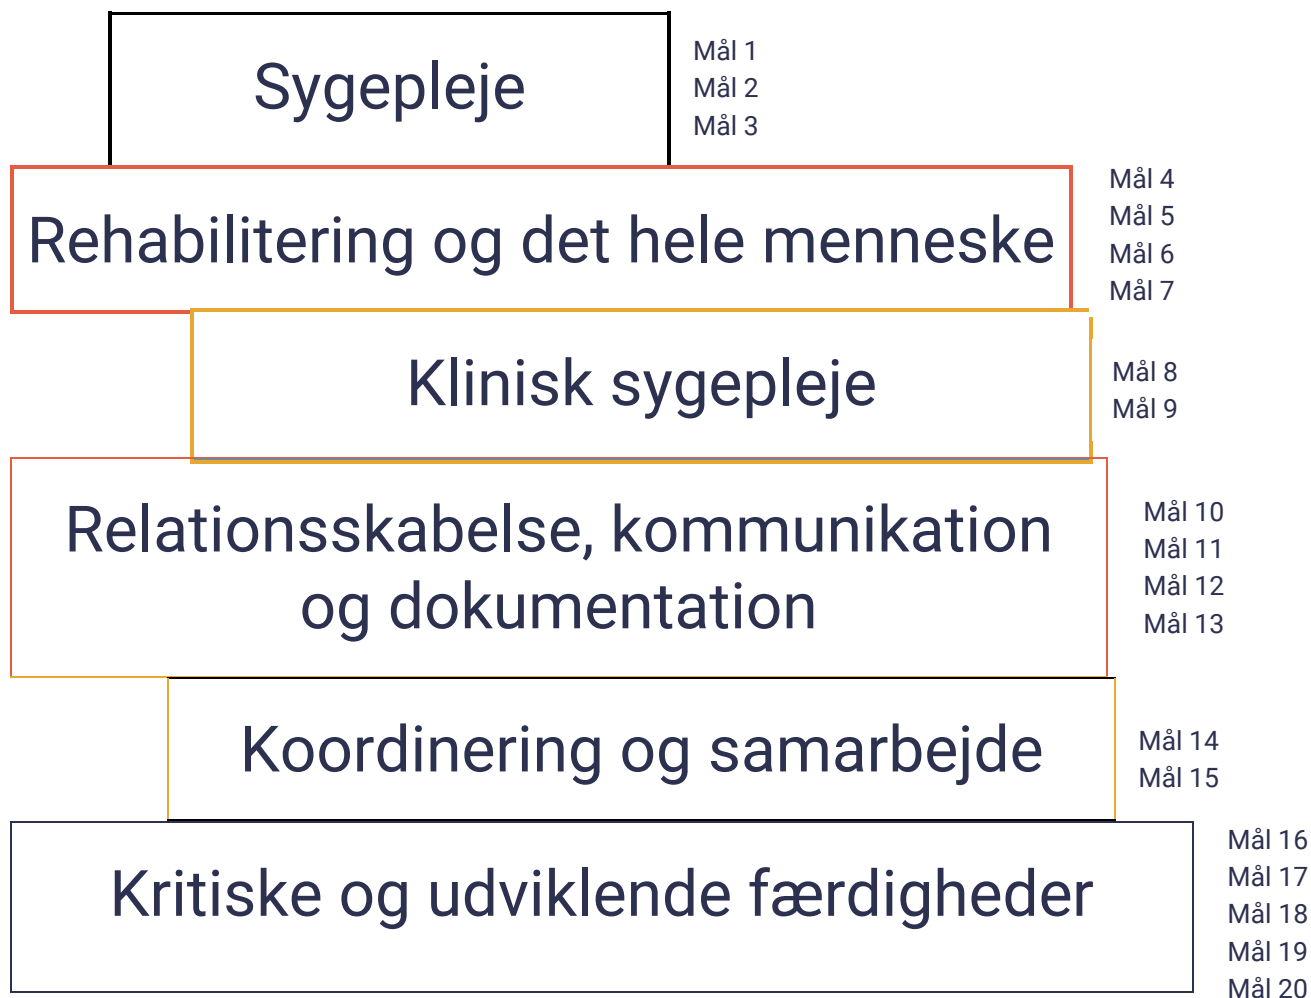 Sygepleje
Mål 1
Mål 2
Mål 3
Rehabilitering og det hele menneske
Mål 4
Mål 5
Mål 6
Mål 7
Klinisk sygepleje
Mål 8
Mål 9
Relationsskabelse, kommunikation
og dokumentation
Mål 10
Mål 11
Mål 12
Mål 13
Koordinering og samarbejde
Mål 14
Mål 15
Kritiske og udviklende færdigheder
Mål 16
Mål 17
Mål 18
Mål 19
Mål 20